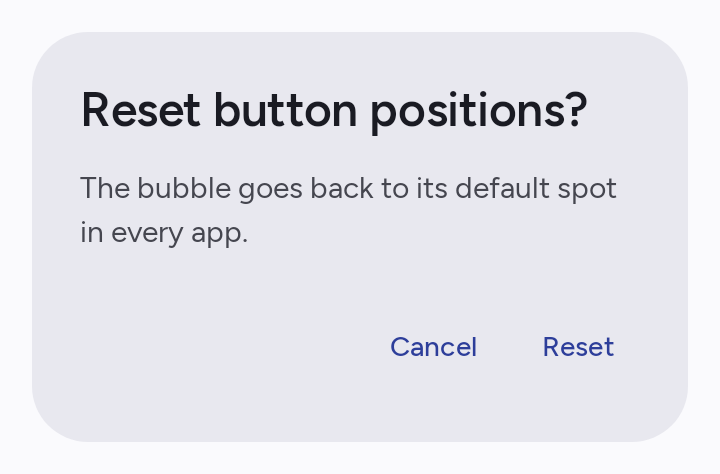 Reset button positions?
The bubble goes back to its default spot
in every app.
Cancel Reset